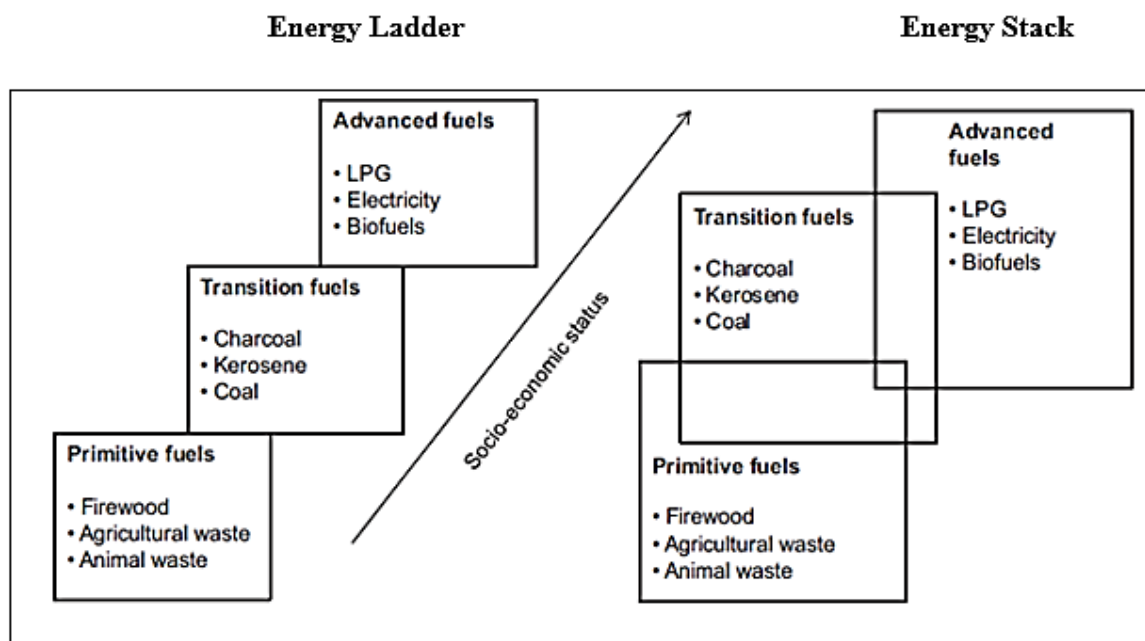 Energy Ladder
Energy Stack
Advanced fuels
• LPG
• Electricity
• Biofuels
Transition fuels
• Charcoal
• Kerosene
• Coal
Primitive fuels
• Firewood
• Agricultural waste
• Animal waste
Socio-economic status
Advanced
fuels
• LPG
• Electricity
• Biofuels
Transition fuels
• Charcoal
• Kerosene
• Coal
Primitive fuels
• Firewood
• Agricultural waste
• Animal waste